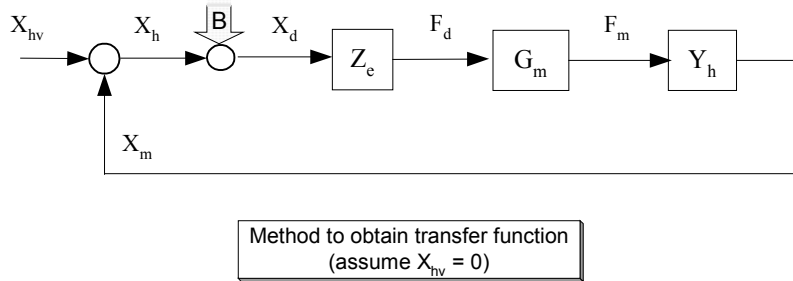 B
X_hv
X_h
X_d
F_d
F_m
Z_e
G_m
Y_h
X_m
Method to obtain transfer function
(assume X_hv = 0)